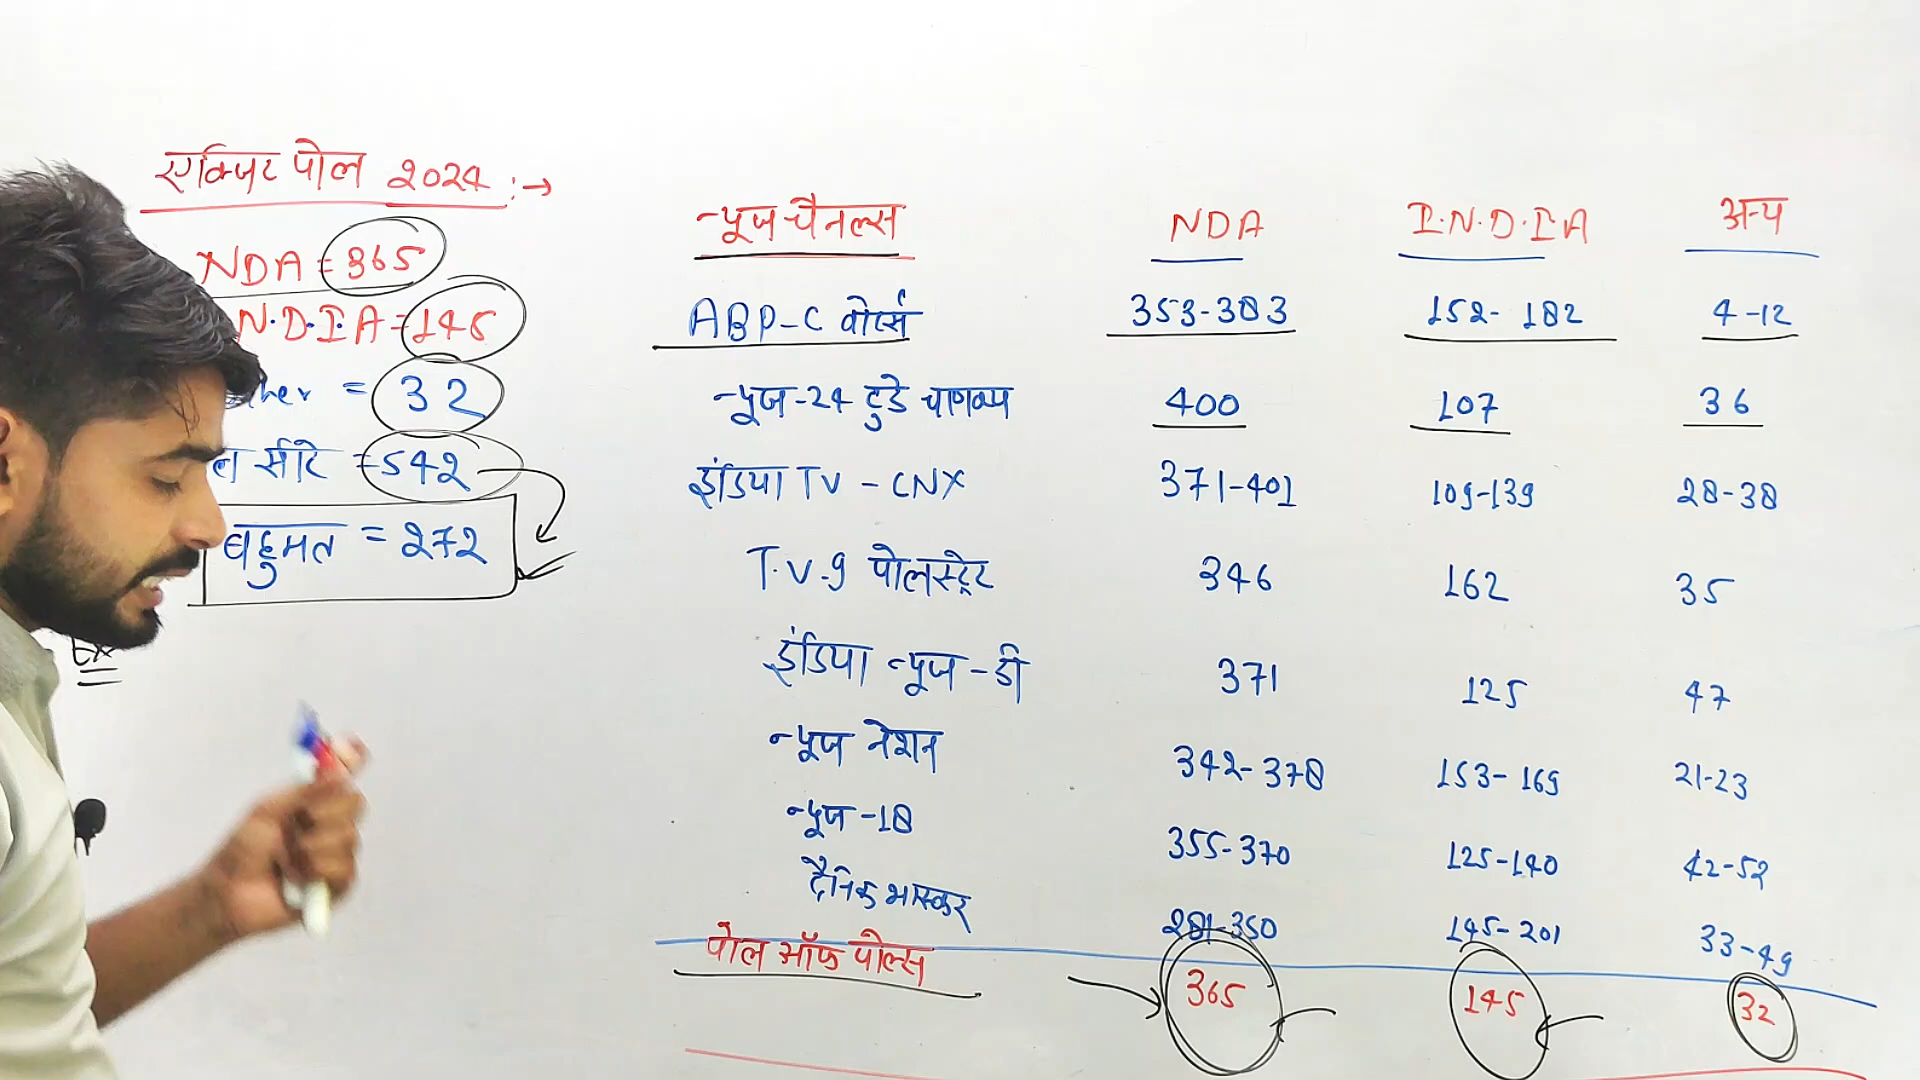 एक्जिट पोल 2024 :→
NDA = 365
N.D.I.A = 145
her = 32
सीटे = 542
बहुमत = 272
Ex
न्यूज चैनल्स NDA I.N.D.I.A अन्य
ABP-C वोटर्स 353-383 152-182 4-12
न्यूज-24 टुडे चाणक्य 400 107 36
इंडिया TV - CNX 371-401 109-139 28-38
T.V.9 पोलस्ट्रेट 346 162 35
इंडिया न्यूज-डी 371 125 47
न्यूज नेशन 342-378 153-169 21-23
न्यूज-18 355-370 125-140 42-52
दैनिक भास्कर 281-350 145-201 33-49
पोल ऑफ पोल्स 365 145 32